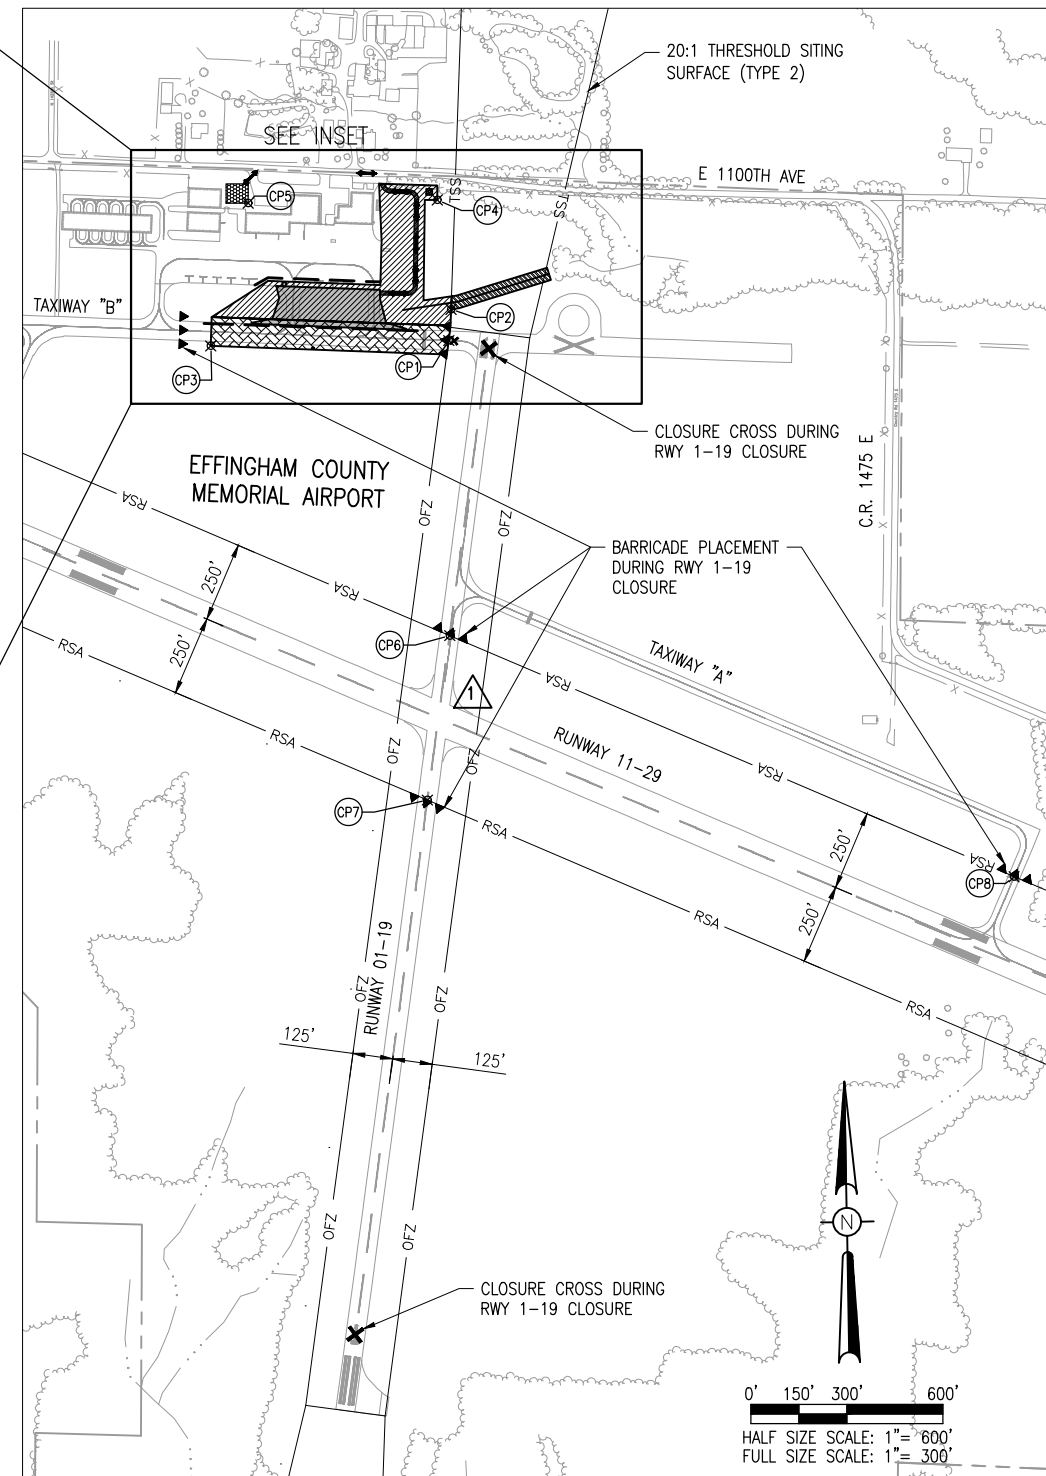 20:1 THRESHOLD SITING
SURFACE (TYPE 2)
SEE INSET
E 1100TH AVE
TSS
TSS
CP5
CP4
TAXIWAY "B"
CP2
CP3
CP1
CLOSURE CROSS DURING
RWY 1-19 CLOSURE
C.R. 1475 E
EFFINGHAM COUNTY
MEMORIAL AIRPORT
RSA
OFZ
OFZ
BARRICADE PLACEMENT
DURING RWY 1-19
CLOSURE
250'
250'
RSA
RSA
CP6
TAXIWAY "A"
RSA
1
RSA
OFZ
OFZ
RUNWAY 11-29
RSA
CP7
RSA
250'
250'
RSA
CP8
RSA
RSA
RUNWAY 01-19
OFZ
OFZ
125'
125'
OFZ
OFZ
N
CLOSURE CROSS DURING
RWY 1-19 CLOSURE
0' 150' 300' 600'
HALF SIZE SCALE: 1"= 600'
FULL SIZE SCALE: 1"= 300'